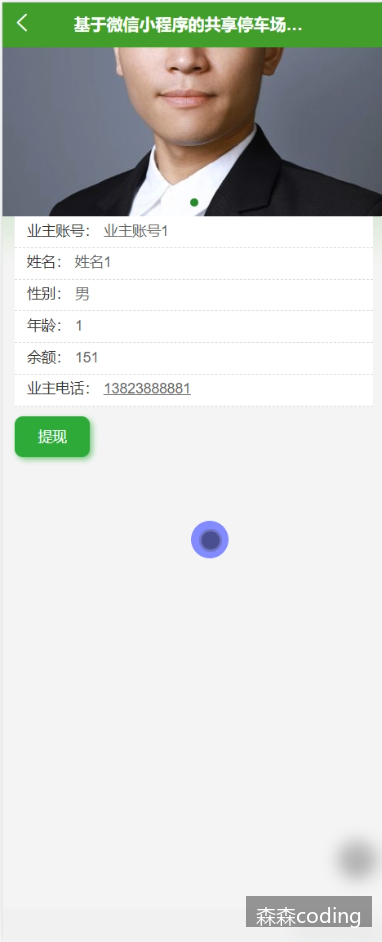 基于微信小程序的共享停车场...
业主账号： 业主账号1
姓名： 姓名1
性别： 男
年龄： 1
余额： 151
业主电话： 13823888881
提现
森森coding